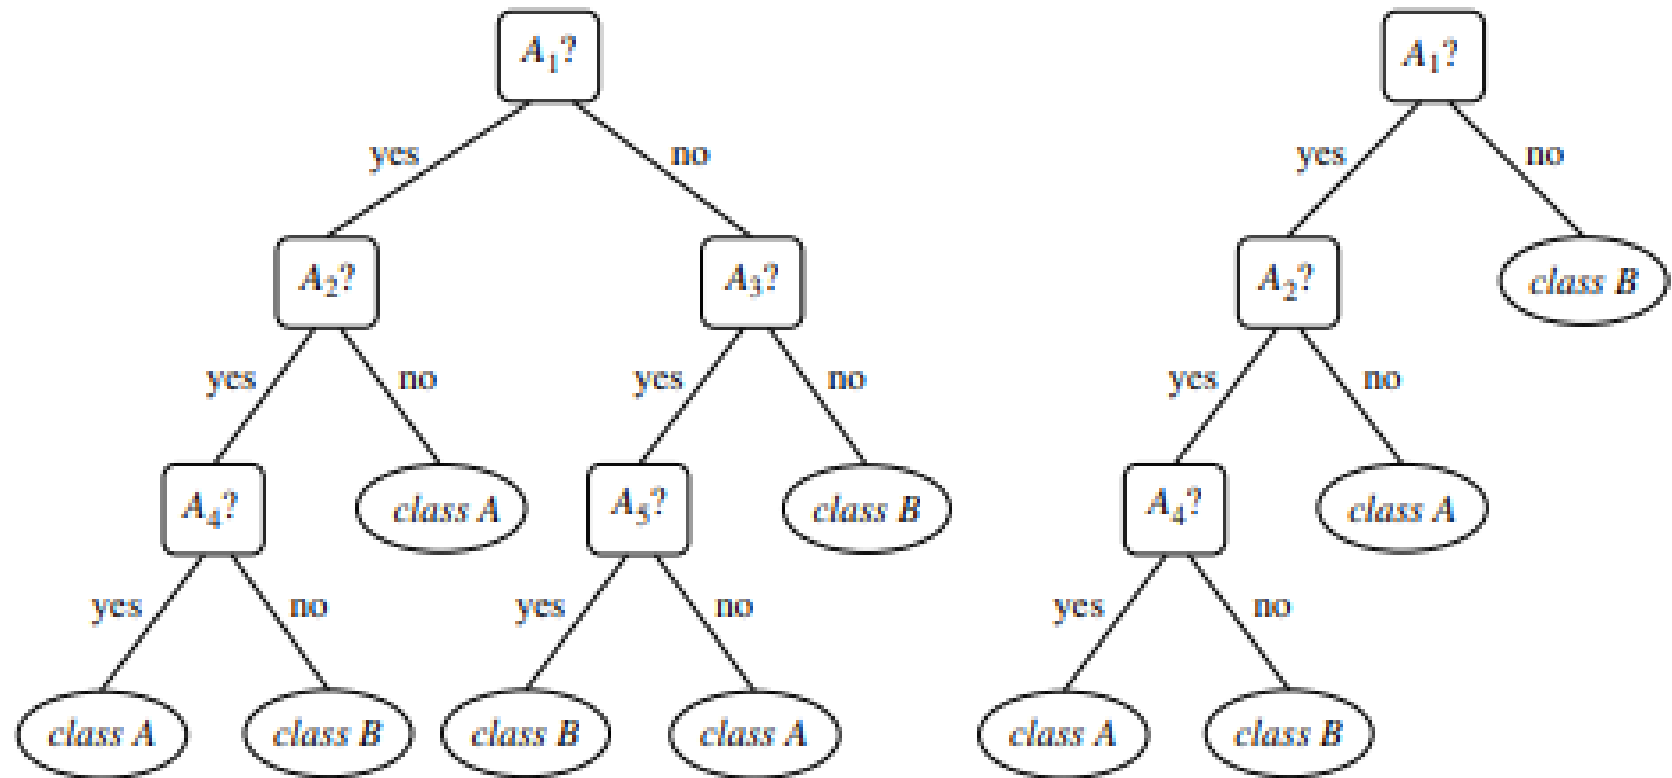 A₁? A₁?
yes no yes no
A₂? A₃? A₂? class B
yes no yes no yes no
A₄? class A A₅? class B A₄? class A
yes no yes no yes no
class A class B class B class A class A class B